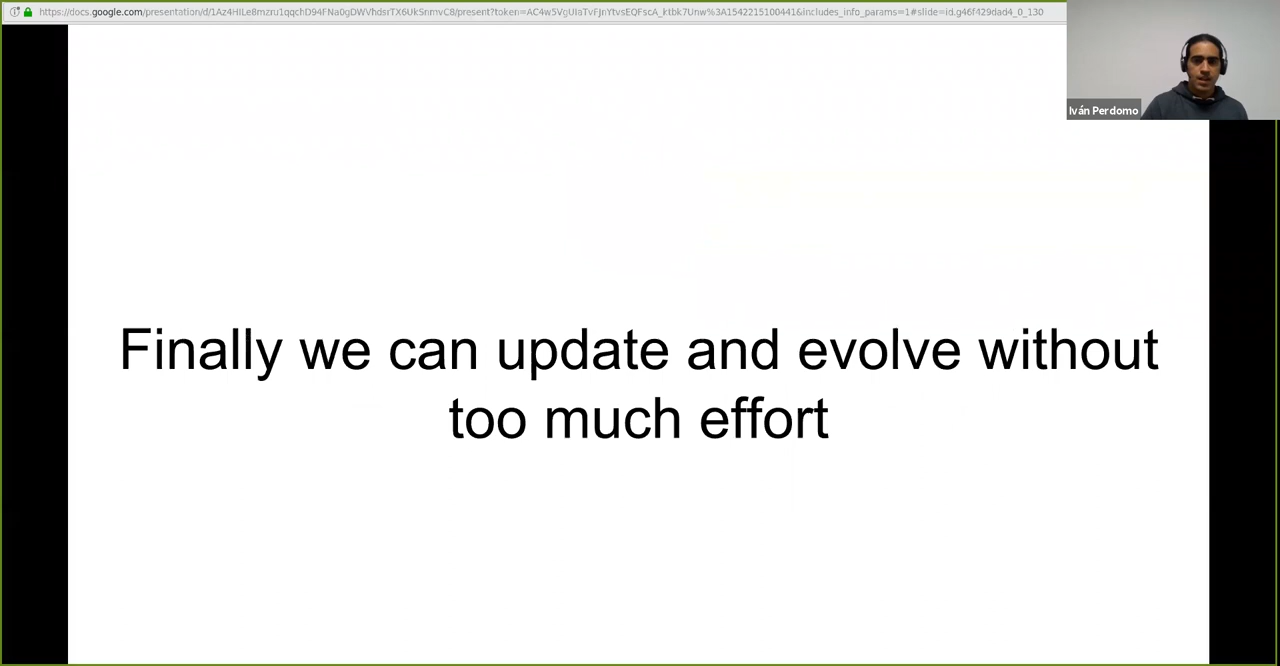 Iván Perdomo
Finally we can update and evolve without
too much effort